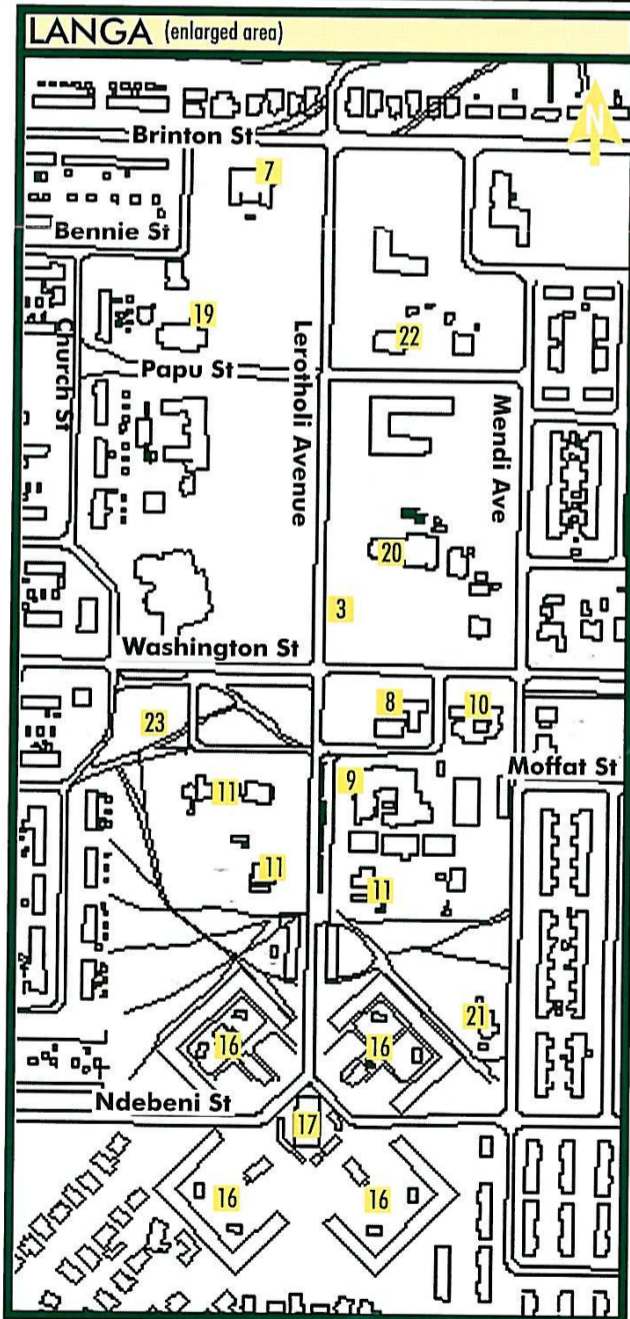 LANGA (enlarged area)
N
Brinton St
7
Bennie St
19
22
Church St
Papu St
Lerotholi Avenue
Mendi Ave
20
3
Washington St
8
10
23
Moffat St
9
11
11
11
21
16
16
Ndebeni St
17
16
16